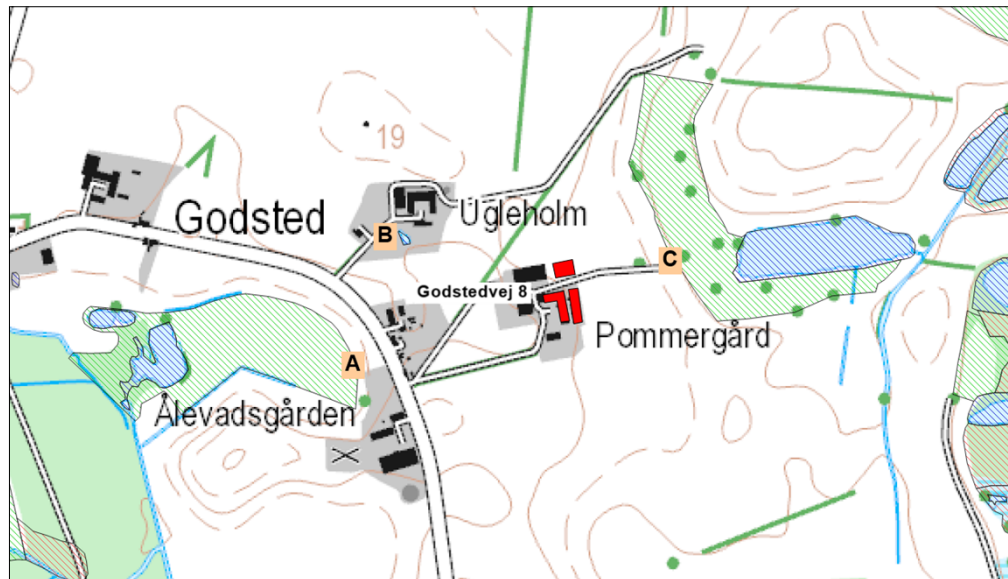 19
Godsted
Ugleholm
B
C
Godstedvej 8
Pommergård
A
Ålevadsgården